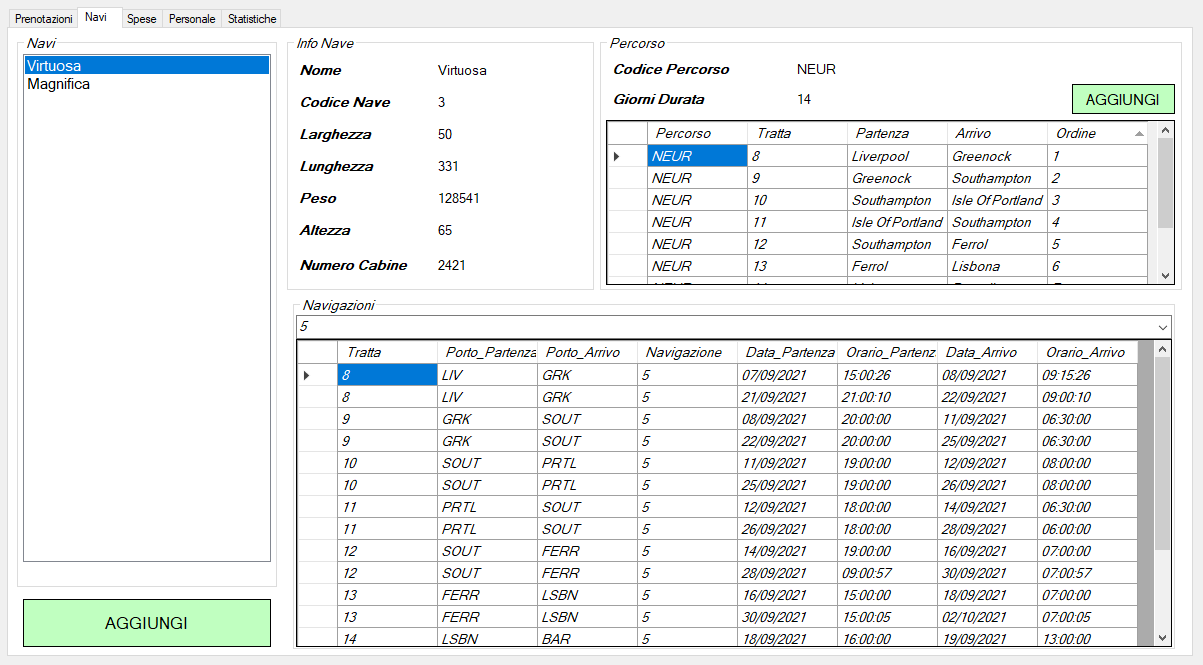 Prenotazioni Navi Spese Personale Statistiche
Navi
Virtuosa
Magnifica
AGGIUNGI
Info Nave
Nome Virtuosa
Codice Nave 3
Larghezza 50
Lunghezza 331
Peso 128541
Altezza 65
Numero Cabine 2421
Percorso
Codice Percorso NEUR
Giorni Durata 14
AGGIUNGI
Percorso Tratta Partenza Arrivo Ordine
NEUR 8 Liverpool Greenock 1
NEUR 9 Greenock Southampton 2
NEUR 10 Southampton Isle Of Portland 3
NEUR 11 Isle Of Portland Southampton 4
NEUR 12 Southampton Ferrol 5
NEUR 13 Ferrol Lisbona 6
Navigazioni
5
Tratta Porto_Partenza Porto_Arrivo Navigazione Data_Partenza Orario_Partenz Data_Arrivo Orario_Arrivo
8 LIV GRK 5 07/09/2021 15:00:26 08/09/2021 09:15:26
8 LIV GRK 5 21/09/2021 21:00:10 22/09/2021 09:00:10
9 GRK SOUT 5 08/09/2021 20:00:00 11/09/2021 06:30:00
9 GRK SOUT 5 22/09/2021 20:00:00 25/09/2021 06:30:00
10 SOUT PRTL 5 11/09/2021 19:00:00 12/09/2021 08:00:00
10 SOUT PRTL 5 25/09/2021 19:00:00 26/09/2021 08:00:00
11 PRTL SOUT 5 12/09/2021 18:00:00 14/09/2021 06:30:00
11 PRTL SOUT 5 26/09/2021 18:00:00 28/09/2021 06:00:00
12 SOUT FERR 5 14/09/2021 19:00:00 16/09/2021 07:00:00
12 SOUT FERR 5 28/09/2021 09:00:57 30/09/2021 07:00:57
13 FERR LSBN 5 16/09/2021 15:00:00 18/09/2021 07:00:00
13 FERR LSBN 5 30/09/2021 15:00:05 02/10/2021 07:00:05
14 LSBN BAR 5 18/09/2021 16:00:00 19/09/2021 13:00:00